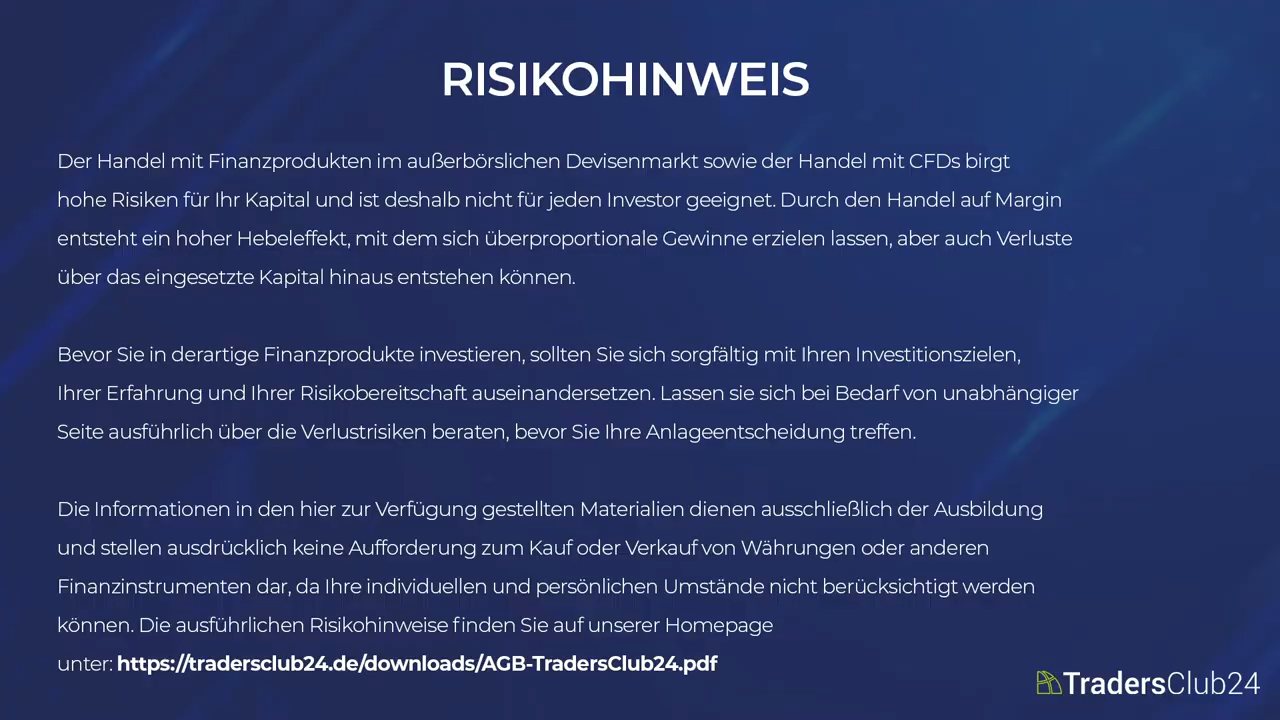 RISIKOHINWEIS
Der Handel mit Finanzprodukten im außerbörslichen Devisenmarkt sowie der Handel mit CFDs birgt
hohe Risiken für Ihr Kapital und ist deshalb nicht für jeden Investor geeignet. Durch den Handel auf Margin
entsteht ein hoher Hebeleffekt, mit dem sich überproportionale Gewinne erzielen lassen, aber auch Verluste
über das eingesetzte Kapital hinaus entstehen können.
Bevor Sie in derartige Finanzprodukte investieren, sollten Sie sich sorgfältig mit Ihren Investitionszielen,
Ihrer Erfahrung und Ihrer Risikobereitschaft auseinandersetzen. Lassen sie sich bei Bedarf von unabhängiger
Seite ausführlich über die Verlustrisiken beraten, bevor Sie Ihre Anlageentscheidung treffen.
Die Informationen in den hier zur Verfügung gestellten Materialien dienen ausschließlich der Ausbildung
und stellen ausdrücklich keine Aufforderung zum Kauf oder Verkauf von Währungen oder anderen
Finanzinstrumenten dar, da Ihre individuellen und persönlichen Umstände nicht berücksichtigt werden
können. Die ausführlichen Risikohinweise finden Sie auf unserer Homepage
unter: https://tradersclub24.de/downloads/AGB-TradersClub24.pdf
TradersClub24